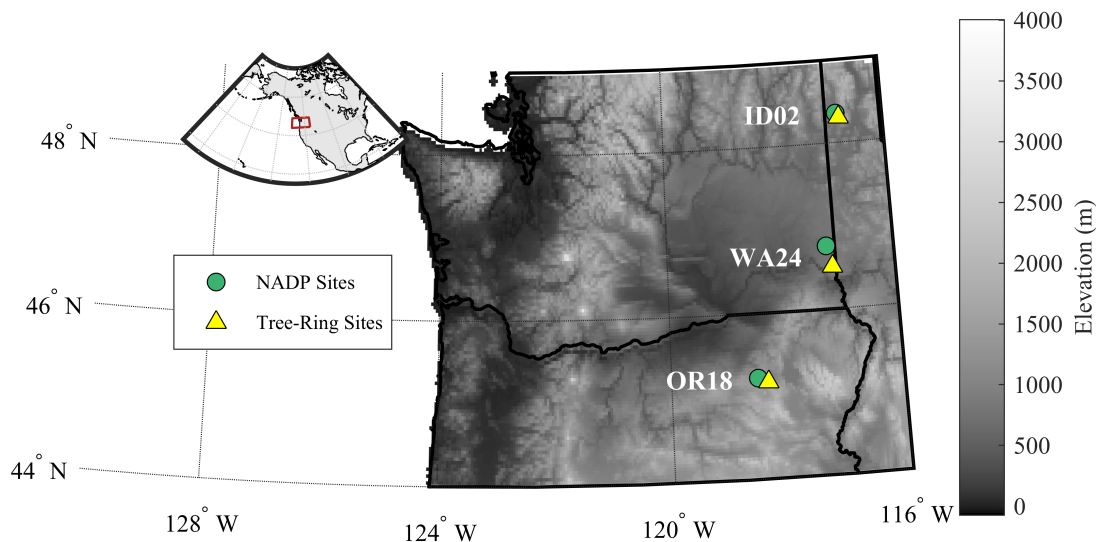 4000
3500
3000
2500
2000
1500
1000
500
0
Elevation (m)
48° N
46° N
44° N
128° W
124° W
120° W
116° W
ID02
WA24
OR18
NADP Sites
Tree-Ring Sites